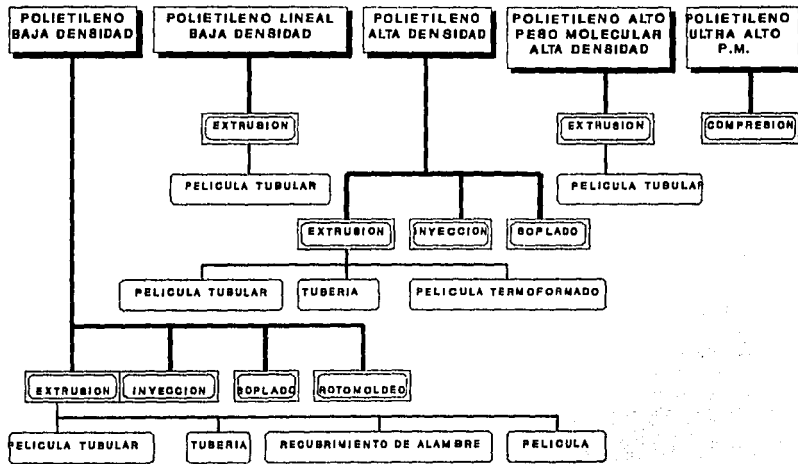 POLIETILENO
BAJA DENSIDAD
POLIETILENO LINEAL
BAJA DENSIDAD
POLIETILENO
ALTA DENSIDAD
POLIETILENO ALTO
PESO MOLECULAR
ALTA DENSIDAD
POLIETILENO
ULTRA ALTO
P.M.
EXTRUSION
EXTRUSION
COMPRESION
PELICULA TUBULAR
PELICULA TUBULAR
EXTRUSION
INYECCION
SOPLADO
PELICULA TUBULAR
TUBERIA
PELICULA TERMOFORMADO
EXTRUSION
INYECCION
SOPLADO
ROTOMOLDEO
PELICULA TUBULAR
TUBERIA
RECUBRIMIENTO DE ALAMBRE
PELICULA